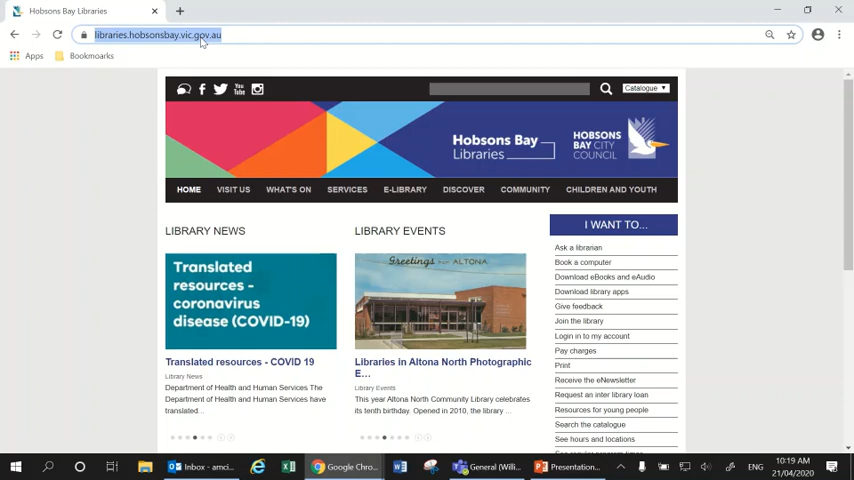 Hobsons Bay Libraries
libraries.hobsonsbay.vic.gov.au
Apps Bookmarks
You Tube
Catalogue
Hobsons Bay Libraries
HOBSONS BAY CITY COUNCIL
HOME VISIT US WHAT'S ON SERVICES E-LIBRARY DISCOVER COMMUNITY CHILDREN AND YOUTH
LIBRARY NEWS
Translated
resources -
coronavirus
disease (COVID-19)
Translated resources - COVID 19
Library News
Department of Health and Human Services The
Department of Health and Human Services have
translated...
LIBRARY EVENTS
Greetings from ALTONA
Libraries in Altona North Photographic
E...
Library Events
This year Altona North Community Library celebrates
its tenth birthday. Opened in 2010, the library ...
I WANT TO...
Ask a librarian
Book a computer
Download eBooks and eAudio
Download library apps
Give feedback
Join the library
Login in to my account
Pay charges
Print
Receive the eNewsletter
Request an inter library loan
Resources for young people
Search the catalogue
See hours and locations
Inbox - amci... Google Chro... General (Willi... Presentation... ENG 10:19 AM
21/04/2020